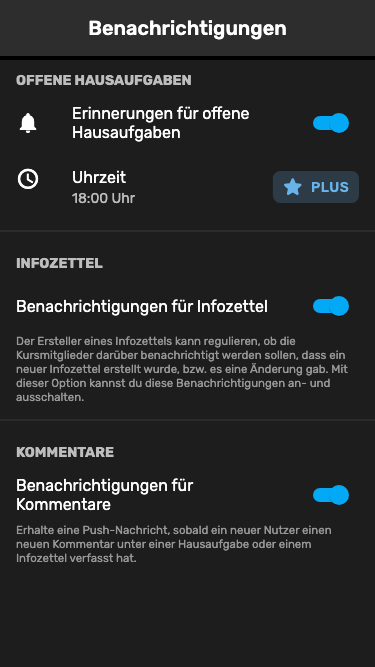 Benachrichtigungen
OFFENE HAUSAUFGABEN
Erinnerungen für offene
Hausaufgaben
Uhrzeit
18:00 Uhr
PLUS
INFOZETTEL
Benachrichtigungen für Infozettel
Der Ersteller eines Infozettels kann regulieren, ob die
Kursmitglieder darüber benachrichtigt werden sollen, dass ein
neuer Infozettel erstellt wurde, bzw. es eine Änderung gab. Mit
dieser Option kannst du diese Benachrichtigungen an- und
ausschalten.
KOMMENTARE
Benachrichtigungen für
Kommentare
Erhalte eine Push-Nachricht, sobald ein neuer Nutzer einen
neuen Kommentar unter einer Hausaufgabe oder einem
Infozettel verfasst hat.